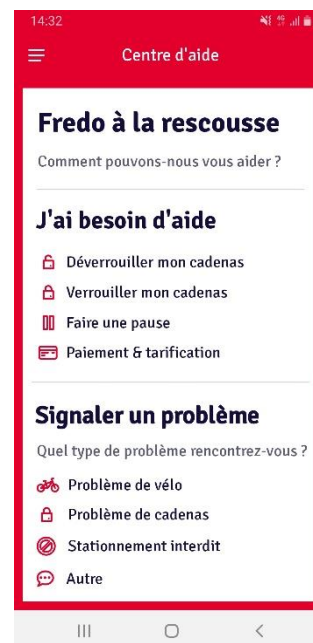 14:32
4G
Centre d'aide
Fredo à la rescousse
Comment pouvons-nous vous aider ?
J'ai besoin d'aide
Déverrouiller mon cadenas
Verrouiller mon cadenas
Faire une pause
Paiement & tarification
Signaler un problème
Quel type de problème rencontrez-vous ?
Problème de vélo
Problème de cadenas
Stationnement interdit
Autre